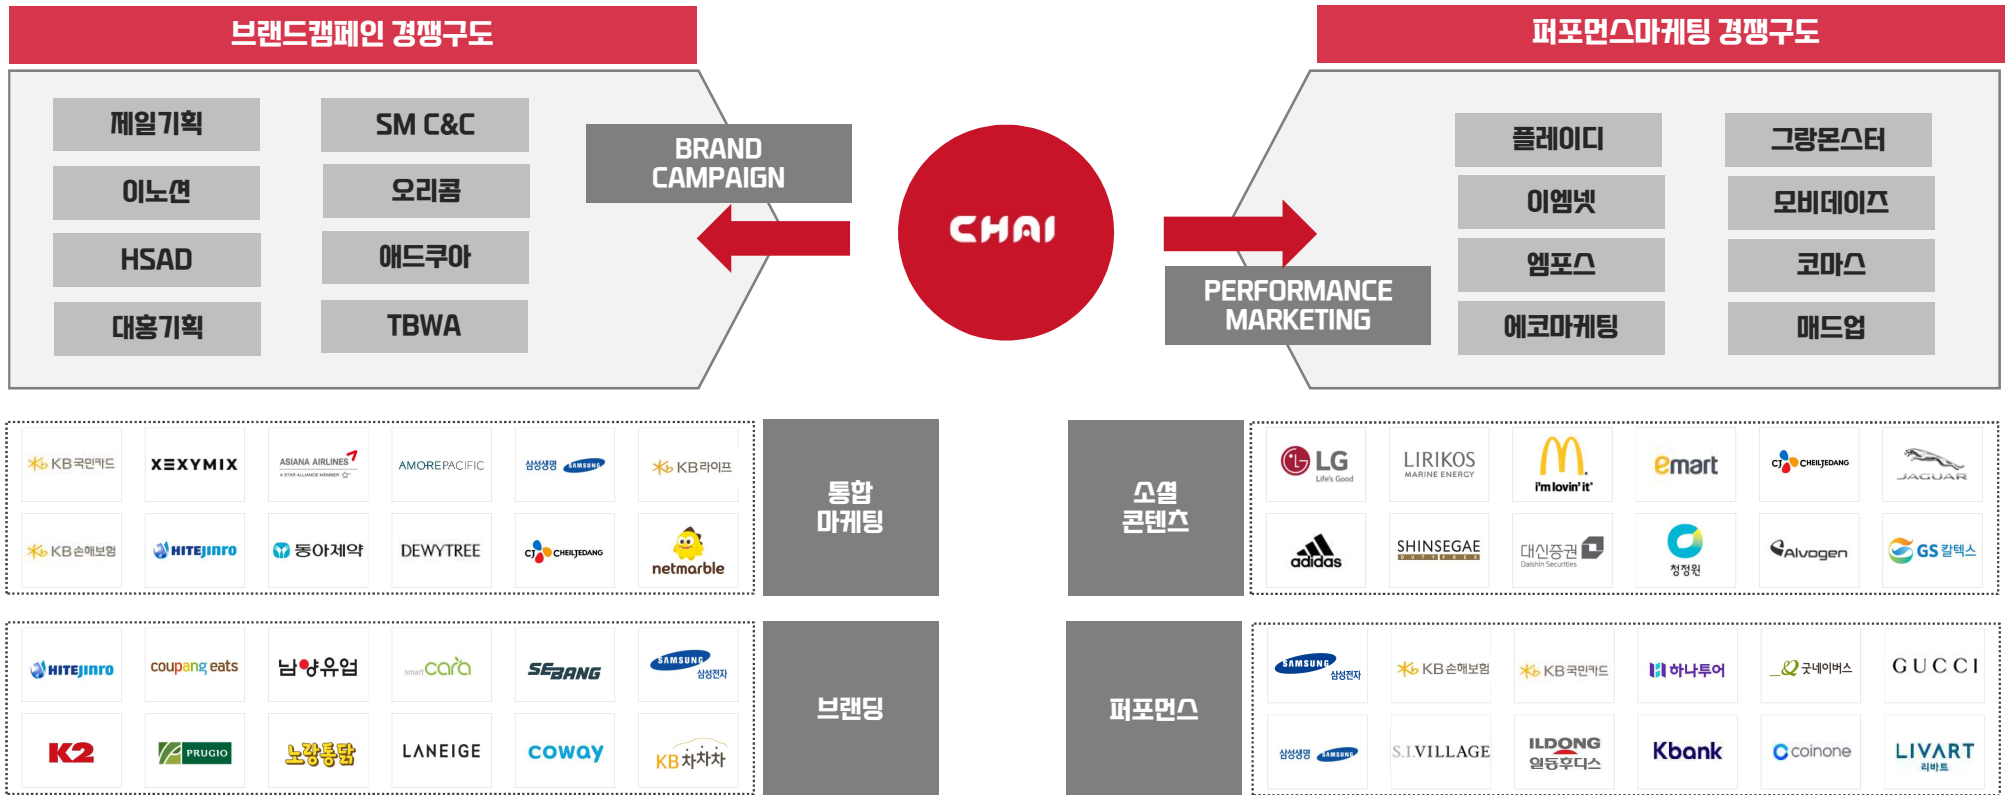 브랜드캠페인 경쟁구도
제일기획
SM C&C
이노션
오리콤
HSAD
애드쿠아
대홍기획
TBWA
BRAND
CAMPAIGN
CHAI
PERFORMANCE
MARKETING
퍼포먼스마케팅 경쟁구도
플레이디
그랑몬스터
이엠넷
모비데이즈
엠포스
코마스
에코마케팅
매드업
KB국민카드
XEXYMIX
ASIANA AIRLINES
A STAR ALLIANCE MEMBER
AMOREPACIFIC
삼성생명 SAMSUNG
KB라이프
KB손해보험
HITEJINRO
동아제약
DEWYTREE
CJ CHEILJEDANG
netmarble
통합
마케팅
소셜
콘텐츠
LG
Life's Good
LIRIKOS
MARINE ENERGY
i'm lovin' it
emart
CJ CHEILJEDANG
JAGUAR
adidas
SHINSEGAE
DUTY FREE
대신증권
Daishin Securities
청정원
Alvogen
GS칼텍스
HITEJINRO
coupang eats
남양유업
smart cara
SEBANG
SAMSUNG
삼성전자
K2
PRUGIO
노랑통닭
LANEIGE
coway
KB차차차
브랜딩
퍼포먼스
SAMSUNG
삼성전자
KB손해보험
KB국민카드
하나투어
굿네이버스
GUCCI
삼성생명 SAMSUNG
S.I.VILLAGE
ILDONG
일동후디스
Kbank
coinone
LIVART
리바트